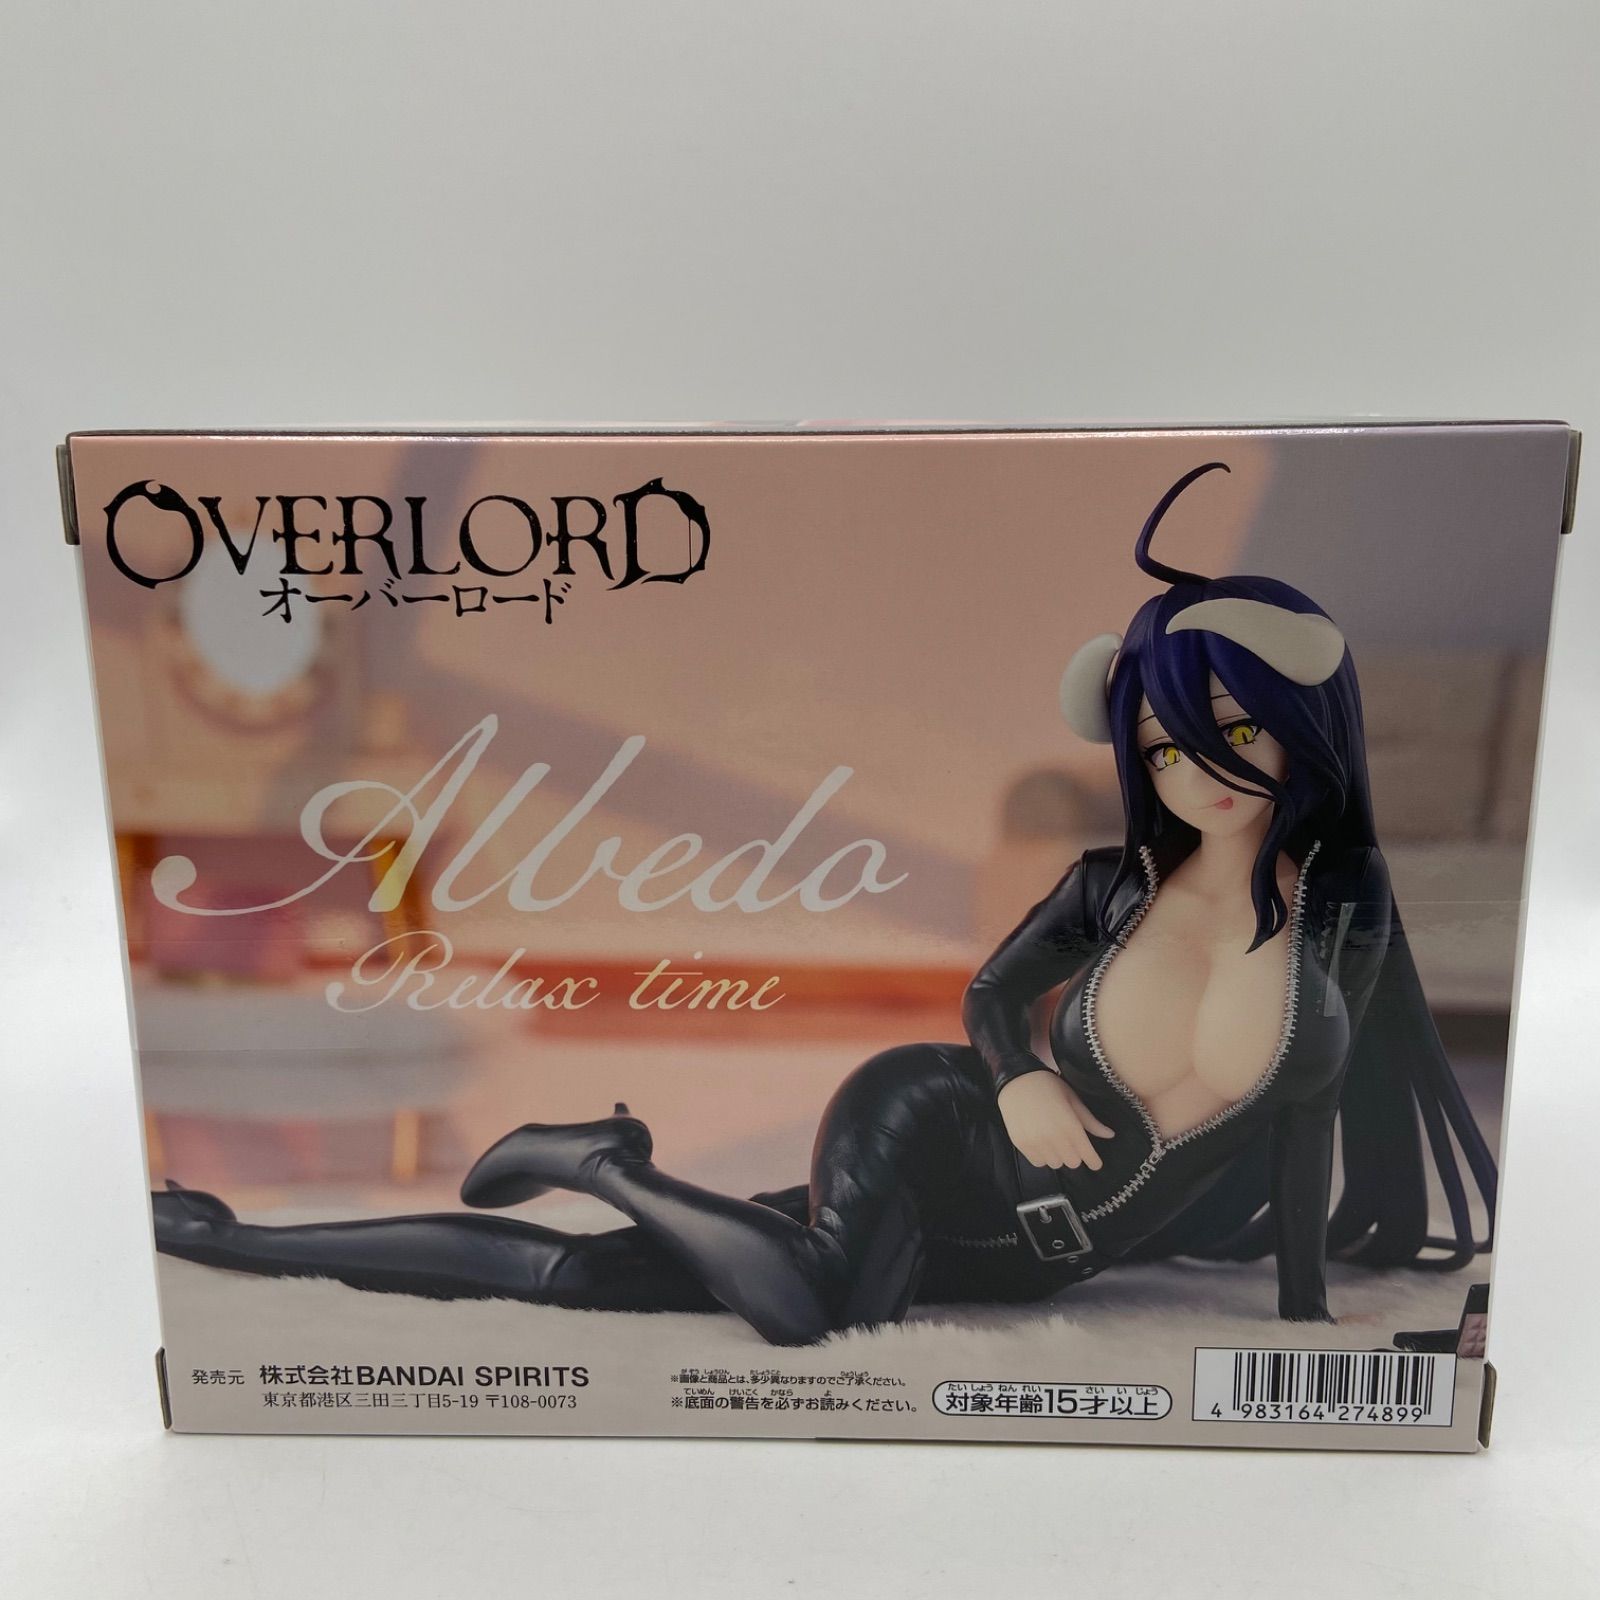 OVERLORD
オーバーロード
Albedo
Relax time
発売元 株式会社BANDAI SPIRITS
東京都港区三田三丁目5-19 〒108-0073
※画像と商品とは、多少異なりますのでご了承ください。
※底面の警告を必ずお読みください。
対象年齢15才以上
4 983164 274899